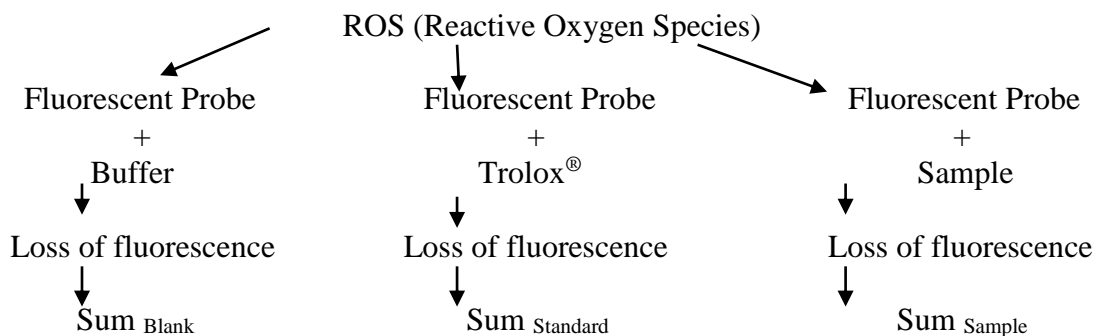 ROS (Reactive Oxygen Species)
Fluorescent Probe Fluorescent Probe Fluorescent Probe
+ + +
Buffer Trolox® Sample
Loss of fluorescence Loss of fluorescence Loss of fluorescence
Sum Blank Sum Standard Sum Sample